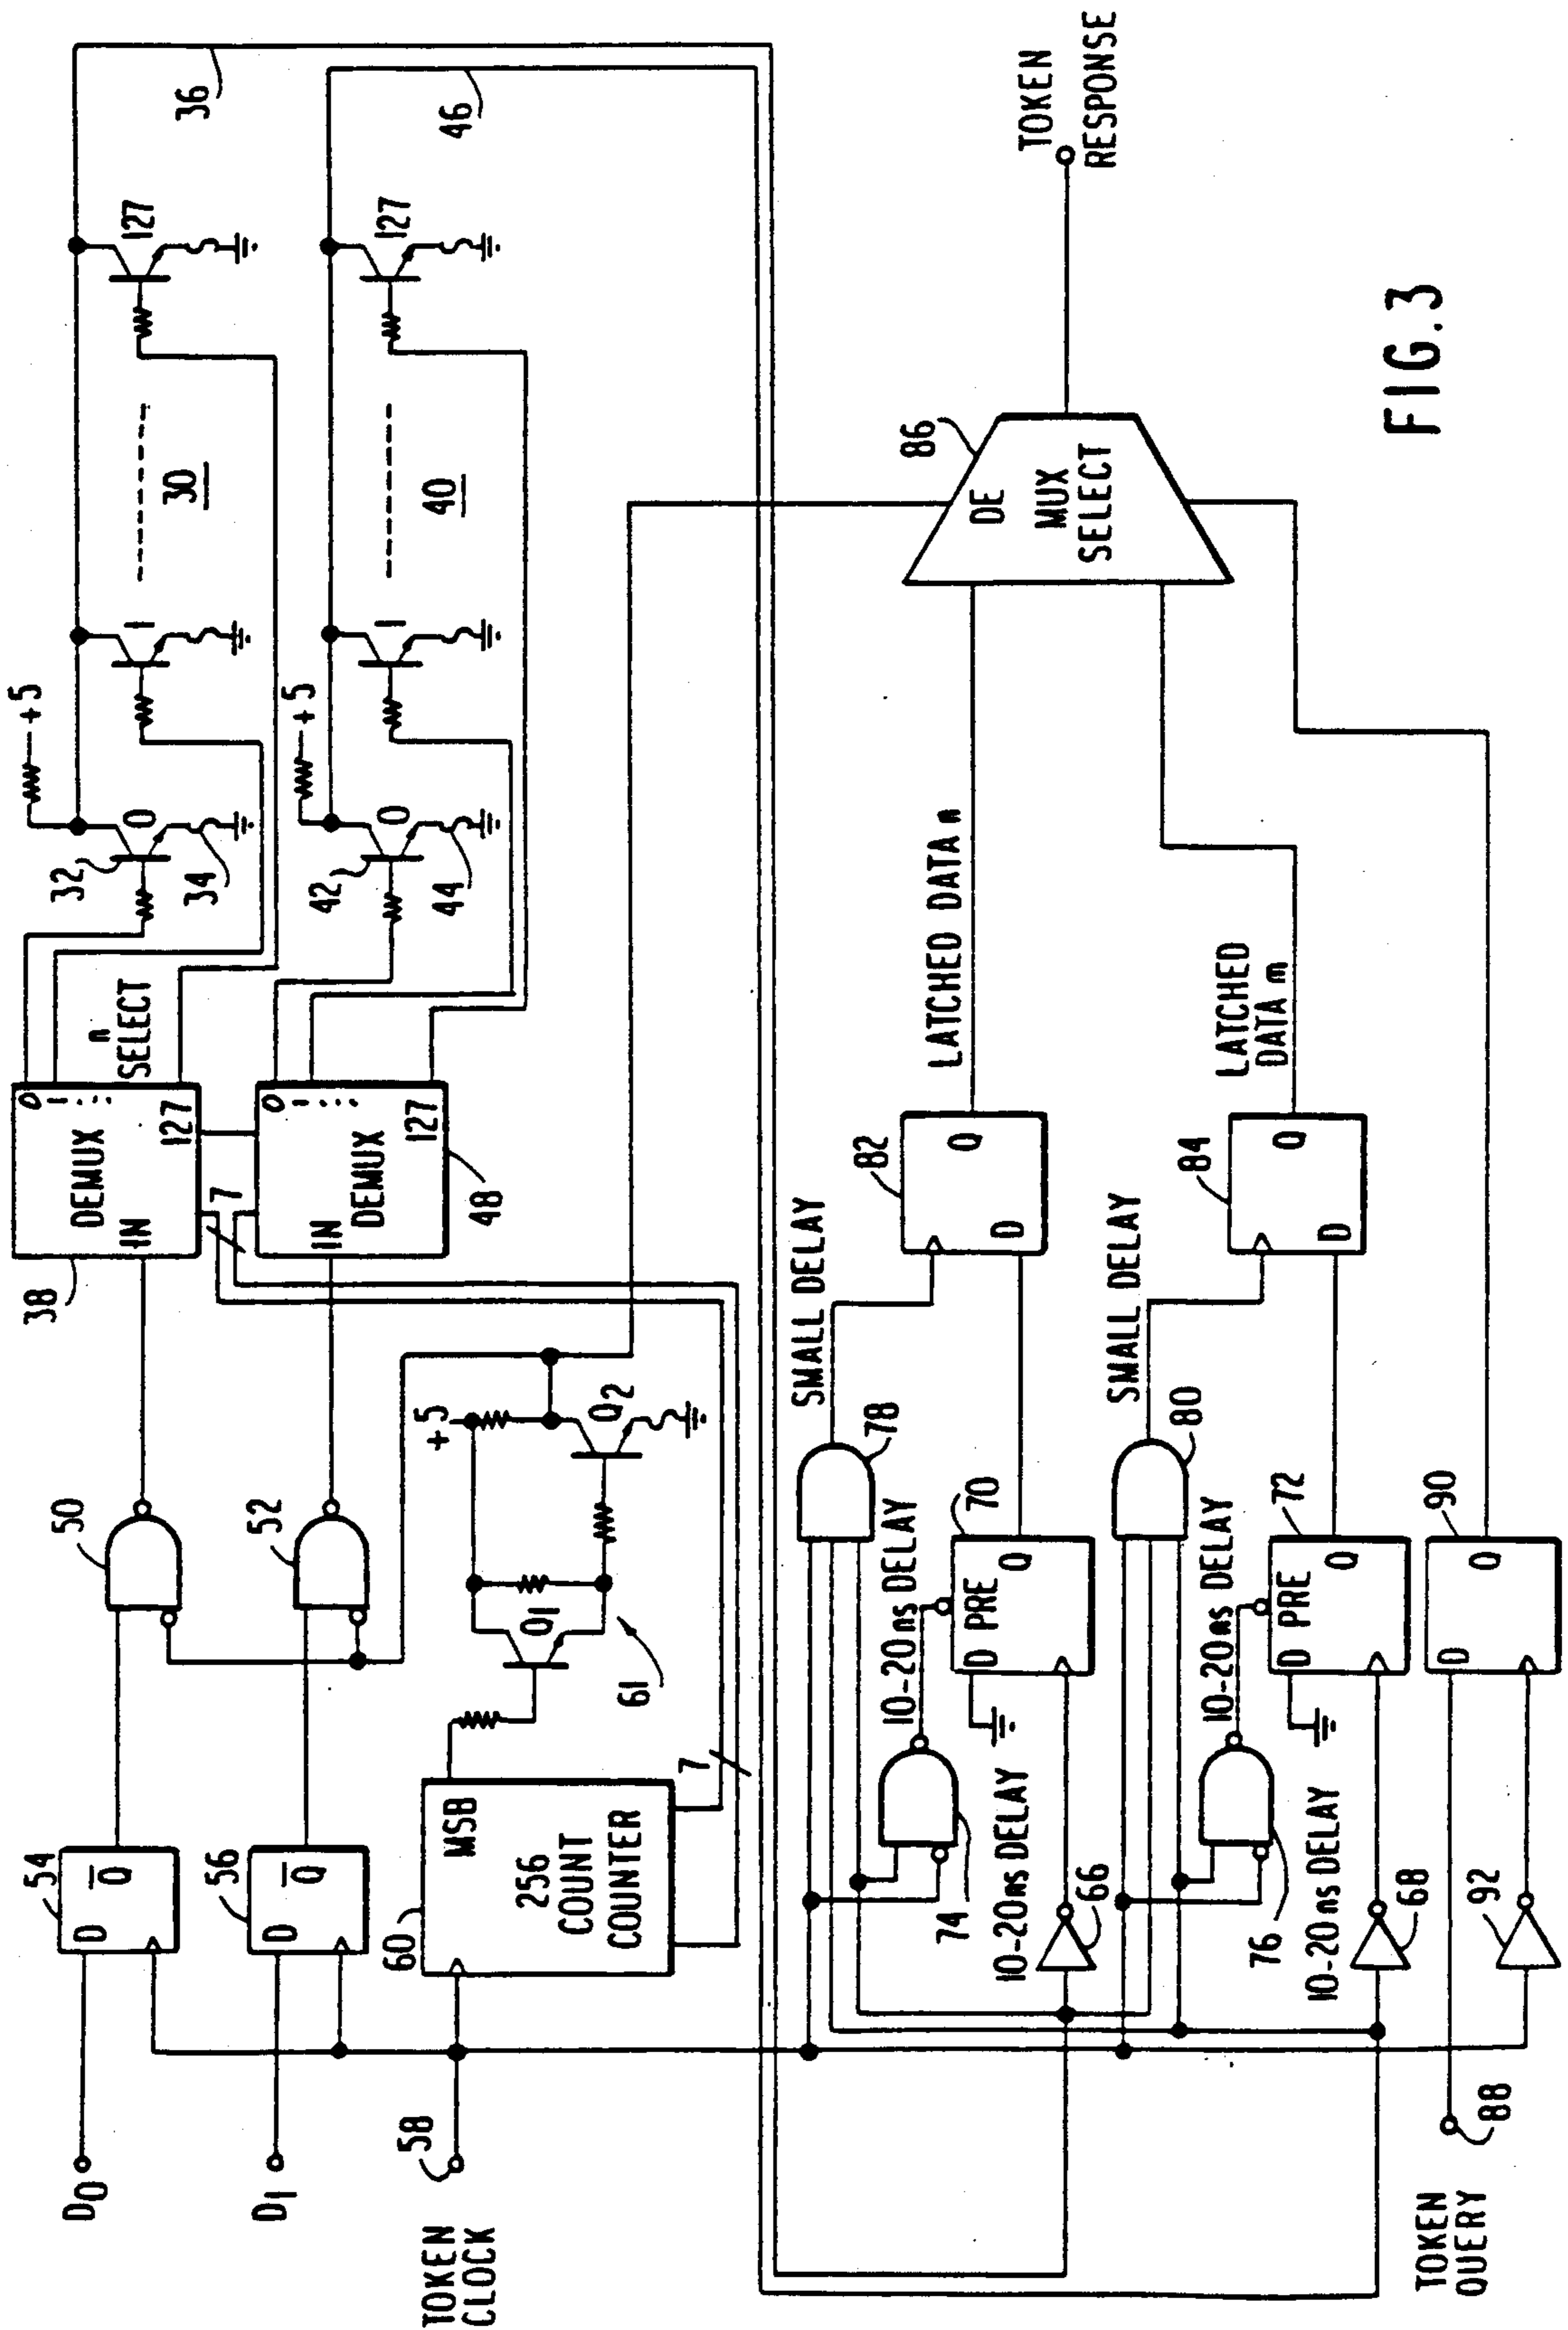 D0
D1
TOKEN
CLOCK
58
54
D
Q
56
D
Q
60
MSB
256
COUNT
COUNTER
7
50
52
Q1
61
+5
Q2
38
IN
DEMUX
0
1
127
n
SELECT
7
IN
DEMUX
0
1
127
48
32
34
+5
0
1
30
127
36
42
44
+5
0
1
40
127
46
74
10-20ns DELAY
10-20ns DELAY
66
D
PRE
Q
70
78
SMALL DELAY
82
D
Q
LATCHED DATA n
76
10-20ns DELAY
10-20ns DELAY
68
D
PRE
Q
72
80
SMALL DELAY
84
D
Q
LATCHED
DATA m
86
DE
MUX
SELECT
TOKEN
RESPONSE
TOKEN
QUERY
88
92
D
Q
90
FIG.3